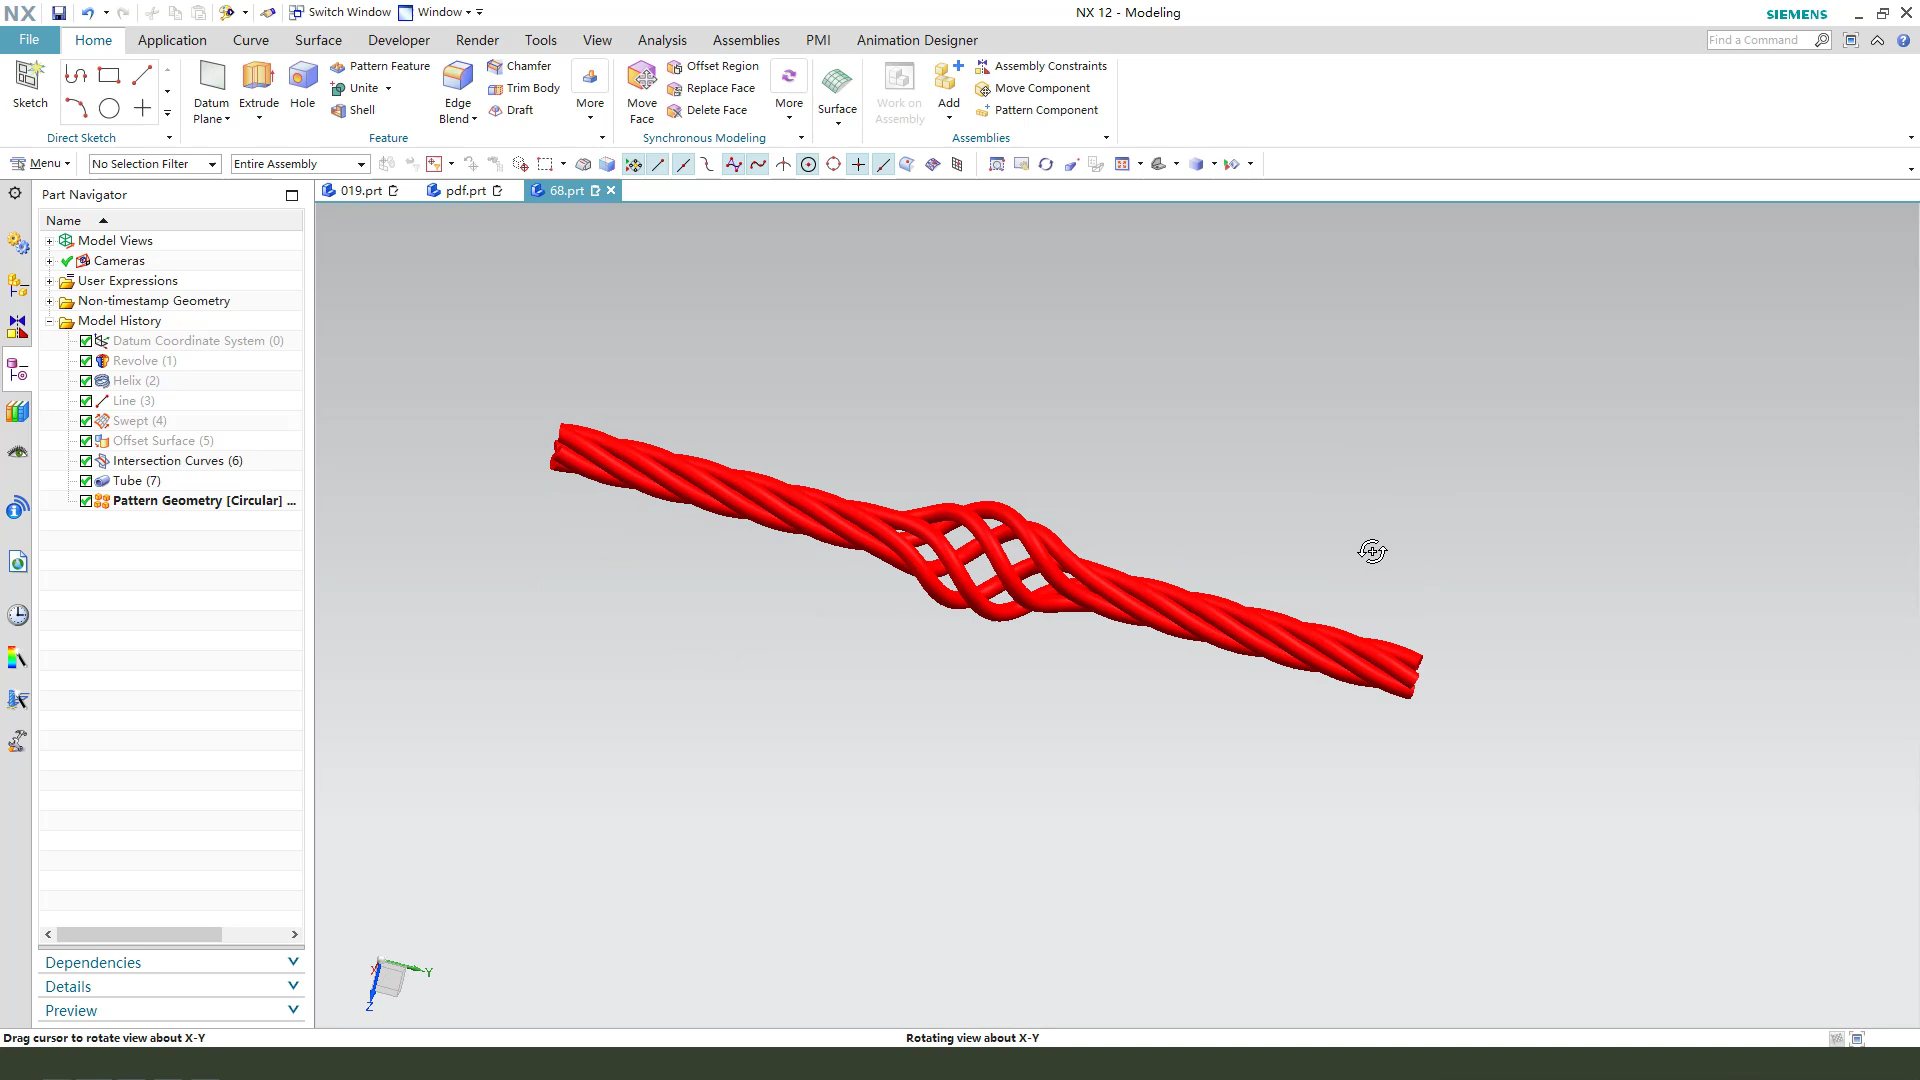 NX
Switch Window
Window
NX 12 - Modeling
SIEMENS
File
Home
Application
Curve
Surface
Developer
Render
Tools
View
Analysis
Assemblies
PMI
Animation Designer
Find a Command
Sketch
Datum
Plane
Extrude
Hole
Pattern Feature
Unite
Shell
Edge
Blend
Chamfer
Trim Body
Draft
More
Move
Face
Offset Region
Replace Face
Delete Face
More
Surface
Work on
Assembly
Add
Assembly Constraints
Move Component
Pattern Component
Direct Sketch
Feature
Synchronous Modeling
Assemblies
Menu
No Selection Filter
Entire Assembly
Part Navigator
019.prt
pdf.prt
68.prt
Name
Model Views
Cameras
User Expressions
Non-timestamp Geometry
Model History
Datum Coordinate System (0)
Revolve (1)
Helix (2)
Line (3)
Swept (4)
Offset Surface (5)
Intersection Curves (6)
Tube (7)
Pattern Geometry [Circular] ...
Dependencies
Details
Preview
X
Y
Z
Drag cursor to rotate view about X-Y
Rotating view about X-Y